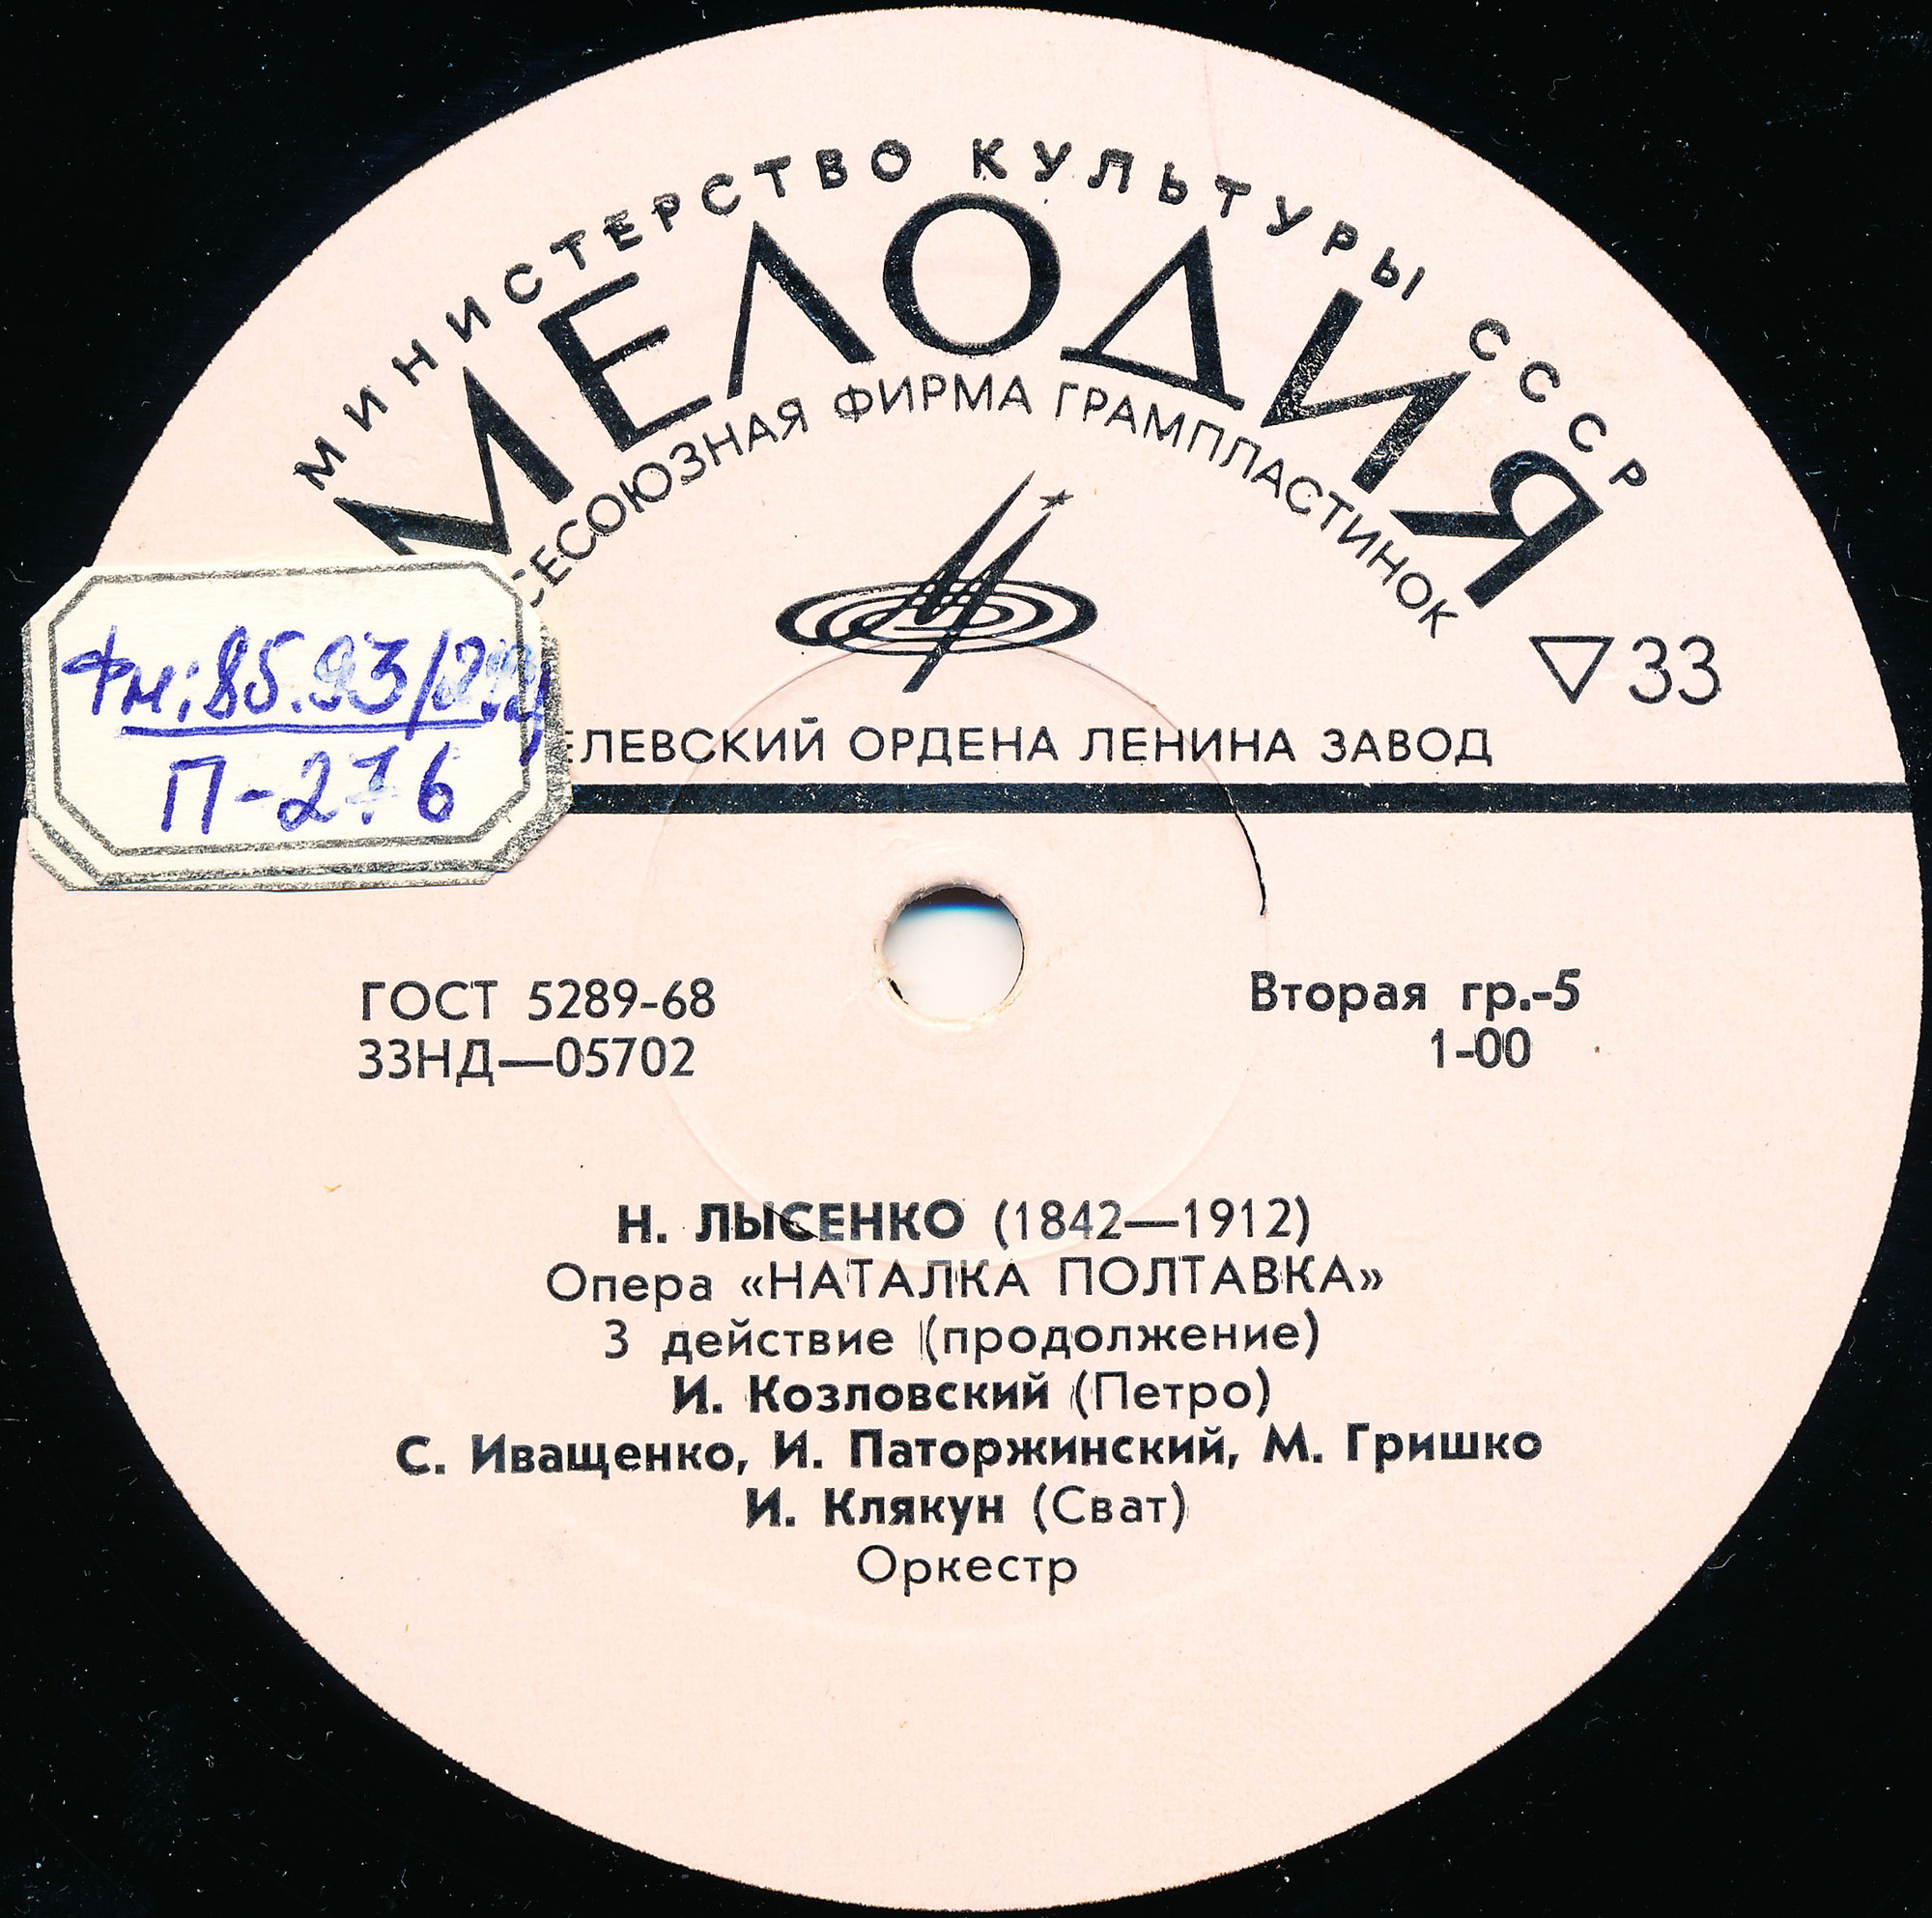 МИНИСТЕРСТВО КУЛЬТУРЫ СССР
МЕЛОДИЯ
СЕСОЮЗНАЯ ФИРМА ГРАМПЛАСТИНОК
33
ЕЛЕВСКИЙ ОРДЕНА ЛЕНИНА ЗАВОД
П-276
ГОСТ 5289-68
33НД—05702
Вторая гр.-5
1-00
Н. ЛЫСЕНКО (1842—1912)
Опера «НАТАЛКА ПОЛТАВКА»
3 действие (продолжение)
И. Козловский (Петро)
С. Иващенко, И. Паторжинский, М. Гришко
И. Клякун (Сват)
Оркестр